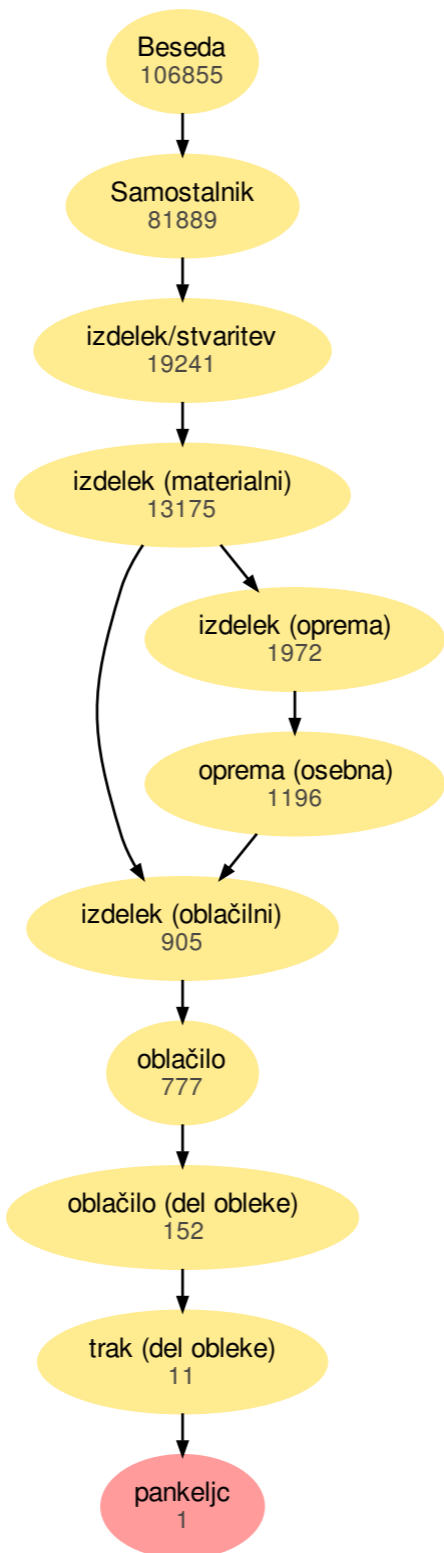 Beseda
106855
Samostalnik
81889
izdelek/stvaritev
19241
izdelek (materialni)
13175
izdelek (oprema)
1972
oprema (osebna)
1196
izdelek (oblačilni)
905
oblačilo
777
oblačilo (del obleke)
152
trak (del obleke)
11
pankeljc
1